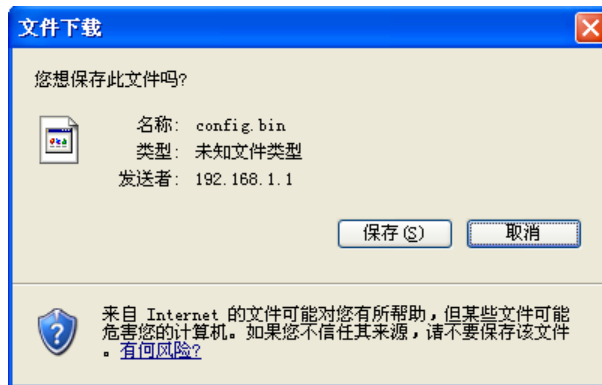 文件下载
您想保存此文件吗?
名称: config.bin
类型: 未知文件类型
发送者: 192.168.1.1
保存(S) 取消
来自 Internet 的文件可能对您有所帮助,但某些文件可能
危害您的计算机。如果您不信任其来源,请不要保存该文件
。有何风险?